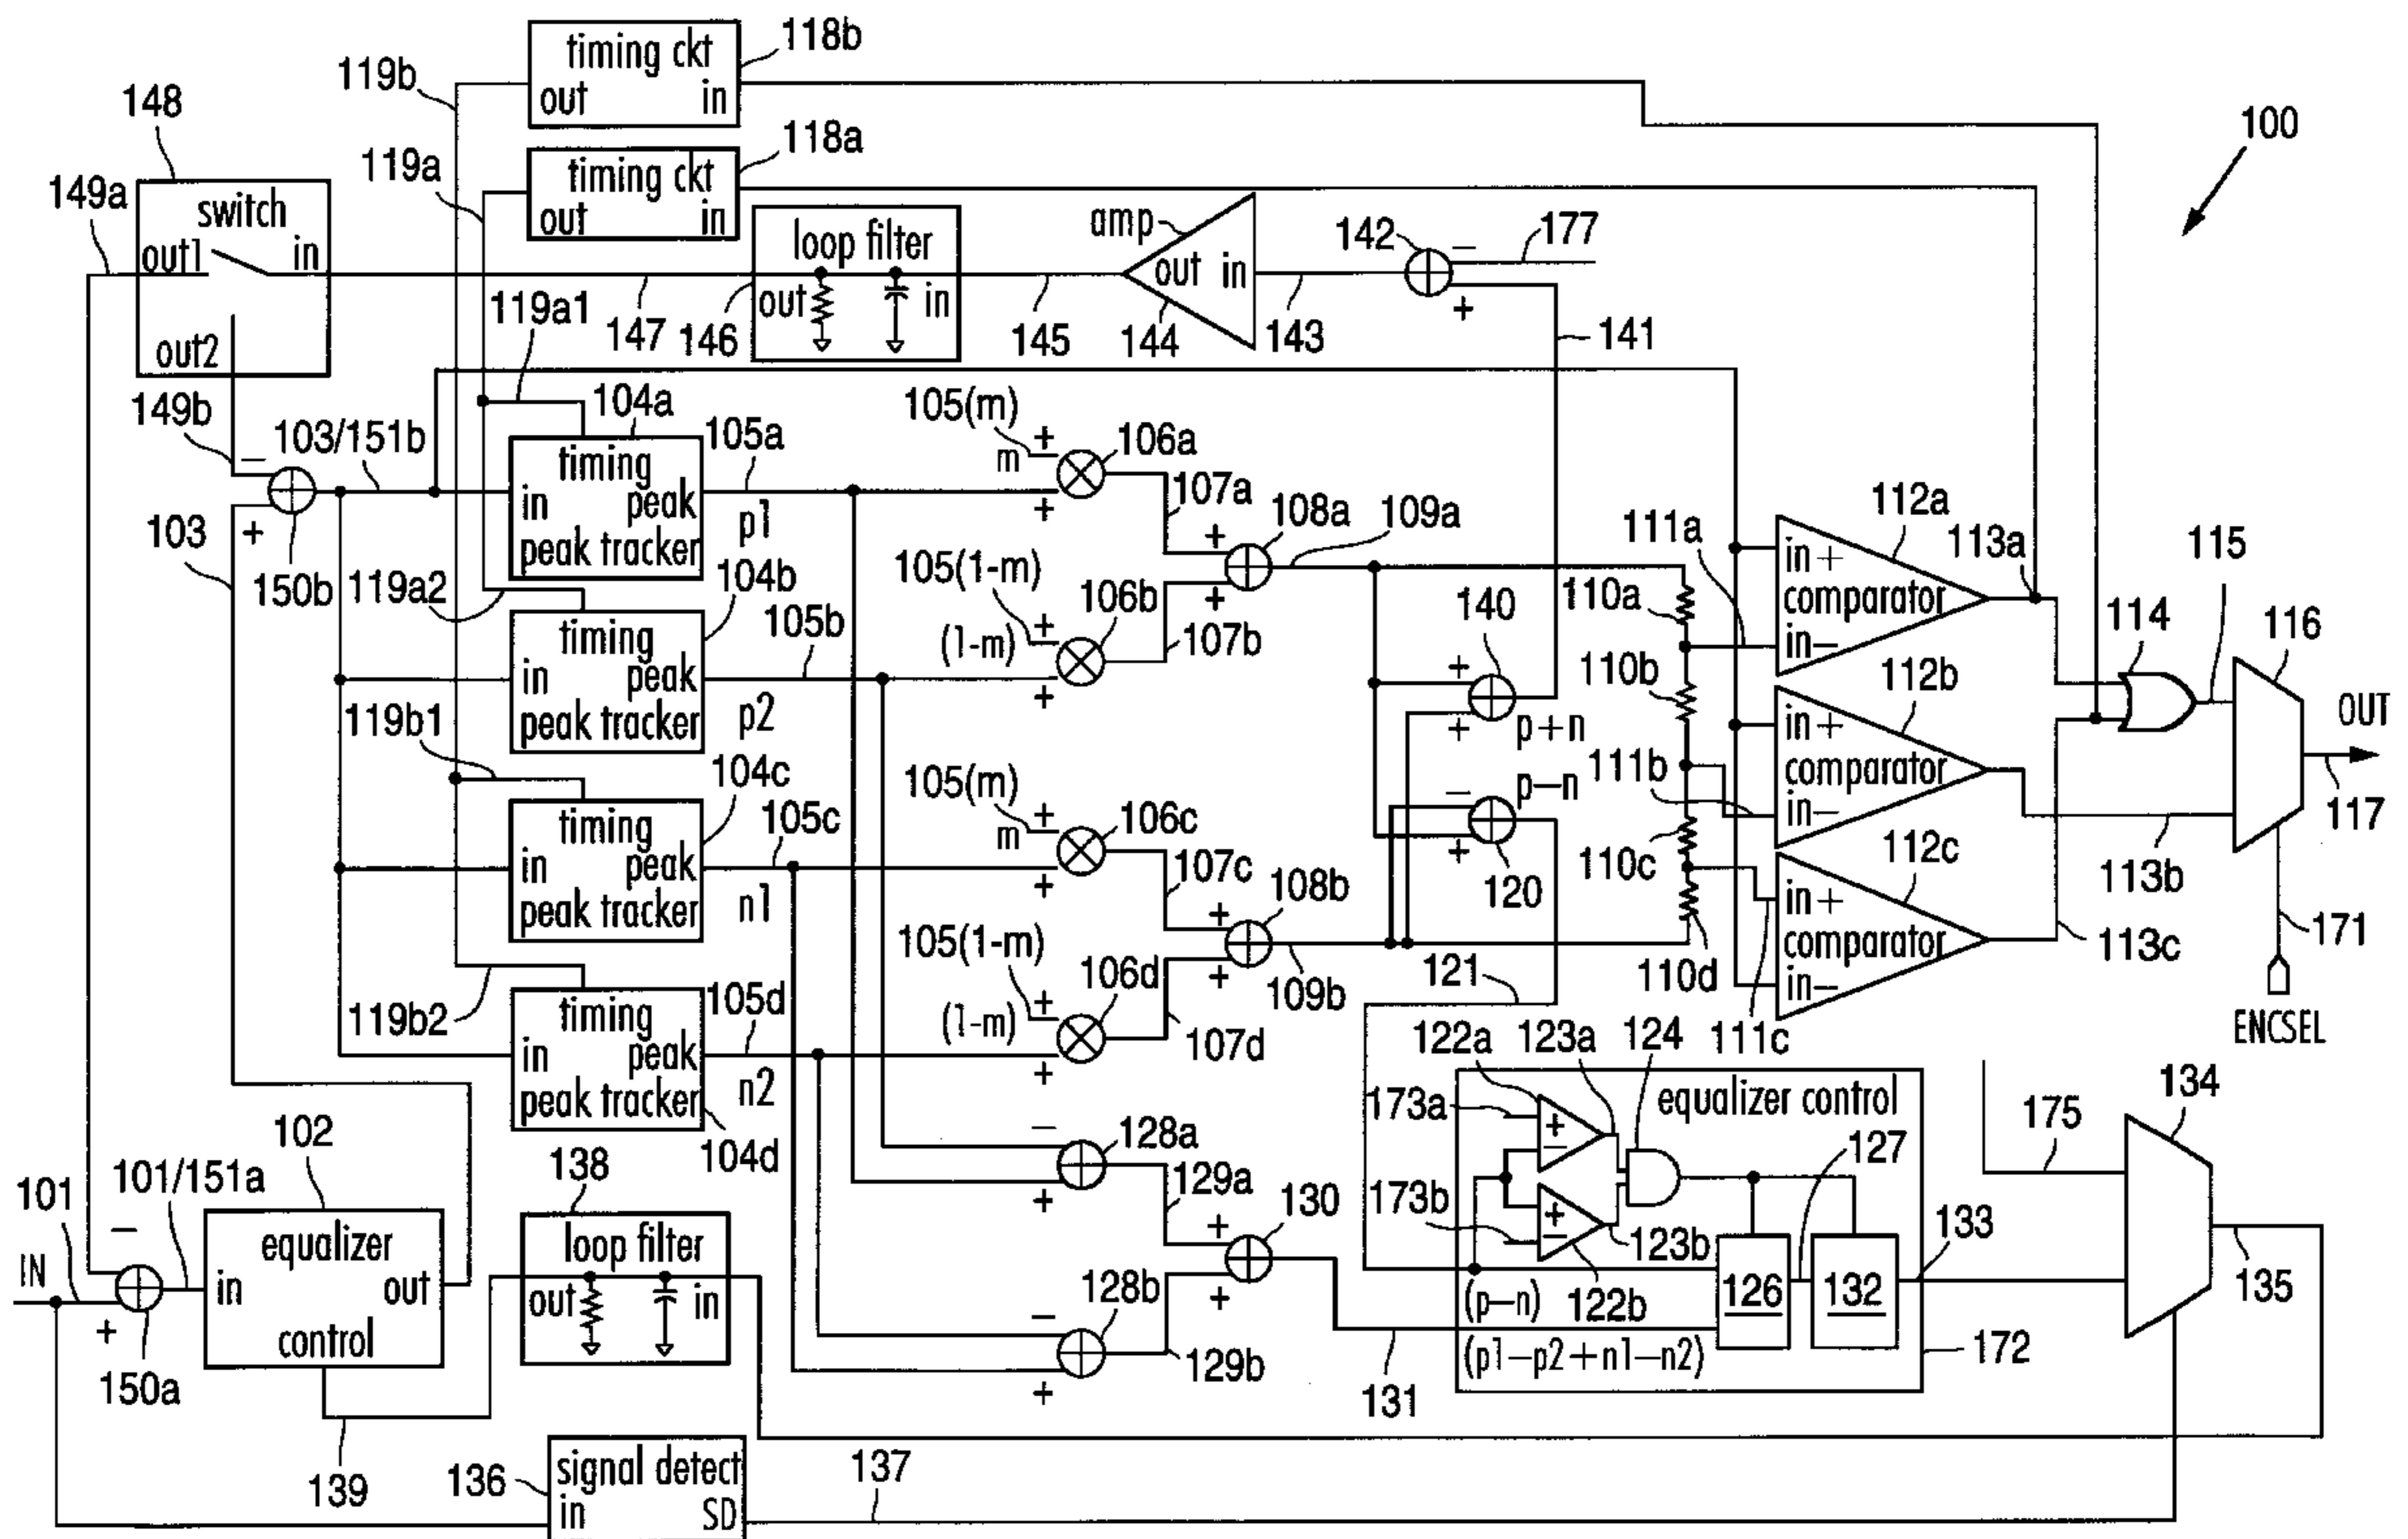 timing ckt
out in
118b
119b
148
timing ckt
out in
118a
119a
100
149a
switch
out1 in
out2
loop filter
out in
amp
out in
142
−
177
+
119a1
147
146
145
144
143
141
149b
−
103/151b
104a
105a
timing
in peak
peak tracker
p1
105(m)
+
m
+
106a
107a
103
+
150b
119a2
104b
105b
timing
in peak
peak tracker
p2
105(1-m)
+
(1-m)
+
106b
107b
+
108a
+
109a
111a
110a
112a
113a
in +
comparator
in−
115
114
116
140
+
+
p+n
110b
112b
in +
comparator
in−
OUT
117
119b1
104c
105c
timing
in peak
peak tracker
n1
105(m)
+
m
+
106c
107c
−
p−n
+
120
111b
110c
112c
in +
comparator
in−
113b
113c
171
ENCSEL
119b2
105d
timing
in peak
peak tracker
n2
104d
105(1-m)
+
(1-m)
+
106d
107d
+
108b
+
109b
121
110d
111c
102
138
101
101/151a
−
IN
+
150a
equalizer
in out
control
loop filter
out in
139
−
128a
+
129a
−
128b
+
129b
+
130
+
131
122a
123a
124
equalizer control
173a
+
−
173b
+
−
123b
122b
127
(p−n)
126
132
(p1−p2+n1−n2)
172
133
175
134
135
136
signal detect
in SD
137